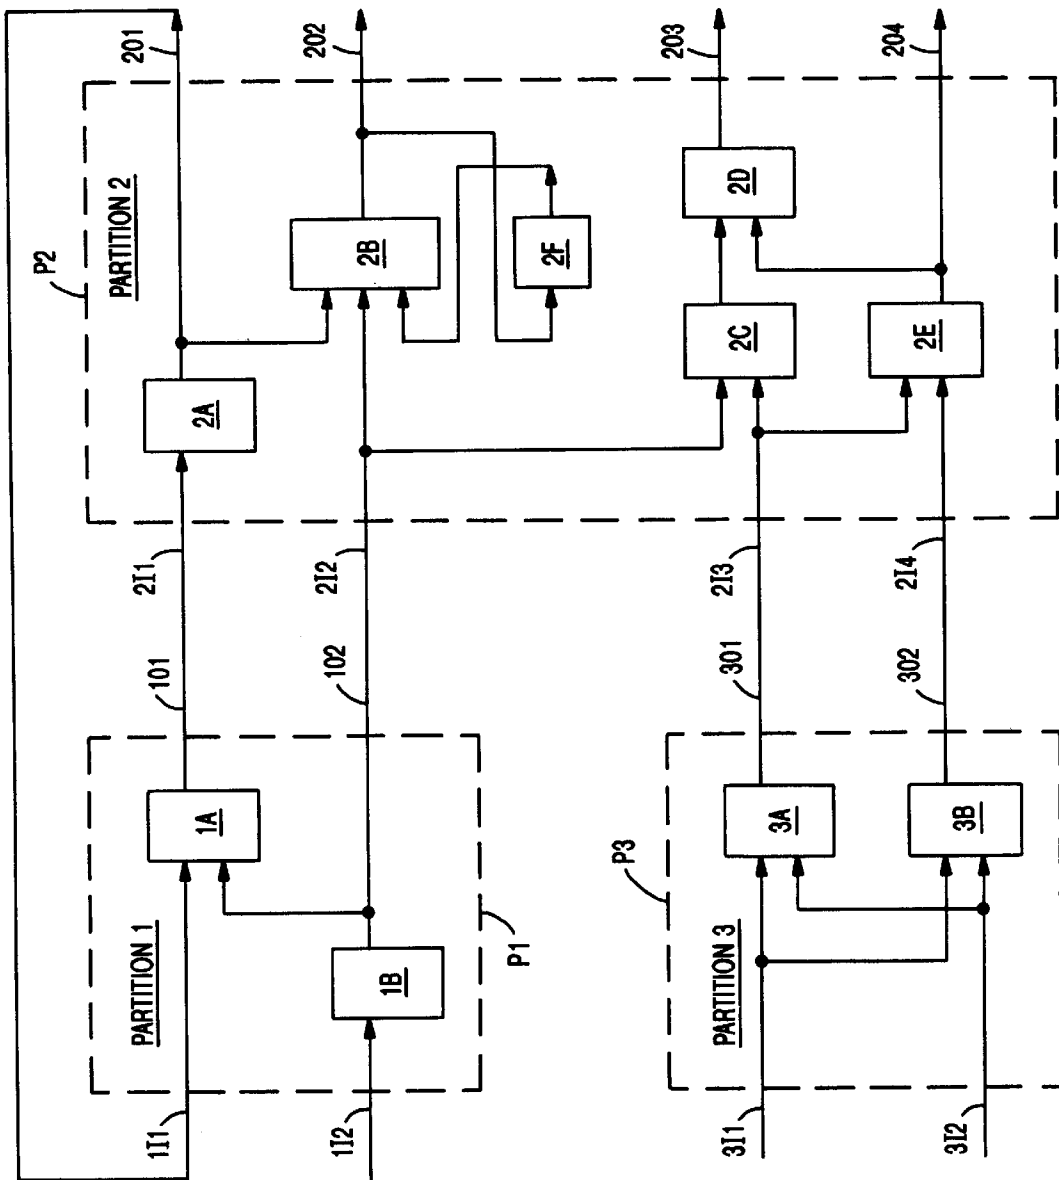 1I1
1I2
PARTITION 1
1A
1B
P1
101
102
2I1
2I2
P2
PARTITION 2
2A
2B
2F
201
202
3I1
3I2
PARTITION 3
P3
3A
3B
301
302
2I3
2I4
2C
2D
2E
203
204